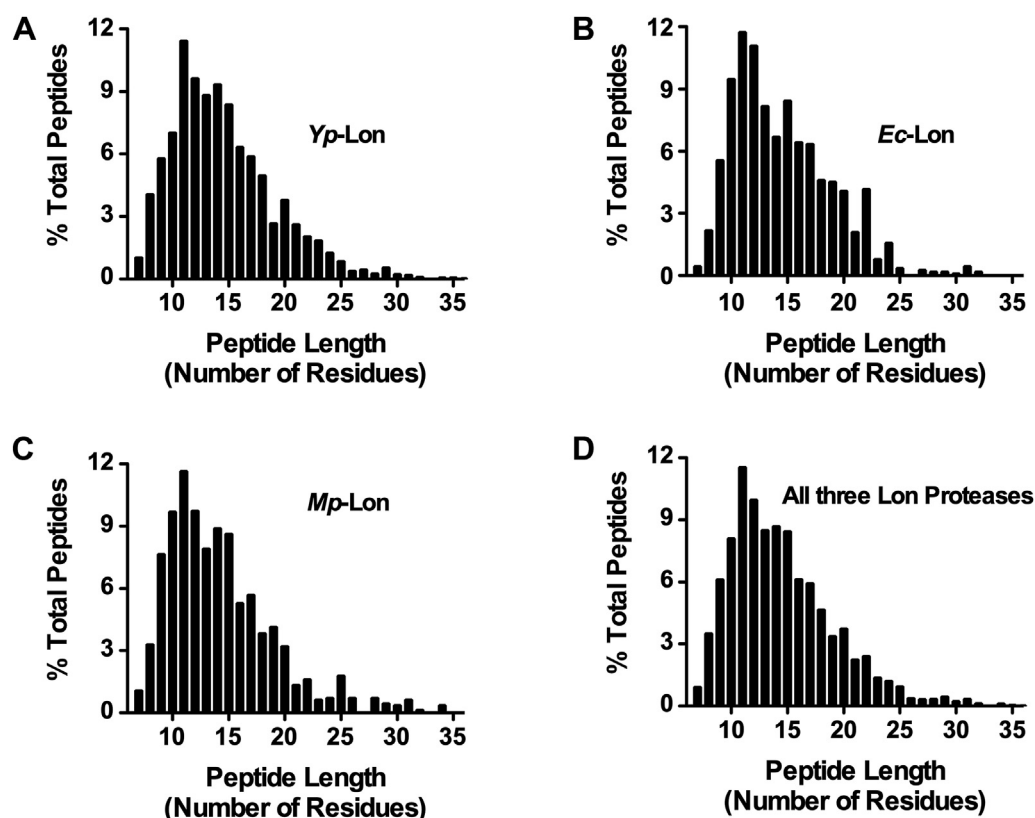 A
12
9
6
3
0
% Total Peptides
Yp-Lon
10 15 20 25 30 35
Peptide Length
(Number of Residues)
B
12
9
6
3
0
% Total Peptides
Ec-Lon
10 15 20 25 30 35
Peptide Length
(Number of Residues)
C
12
9
6
3
0
% Total Peptides
Mp-Lon
10 15 20 25 30 35
Peptide Length
(Number of Residues)
D
12
9
6
3
0
% Total Peptides
All three Lon Proteases
10 15 20 25 30 35
Peptide Length
(Number of Residues)